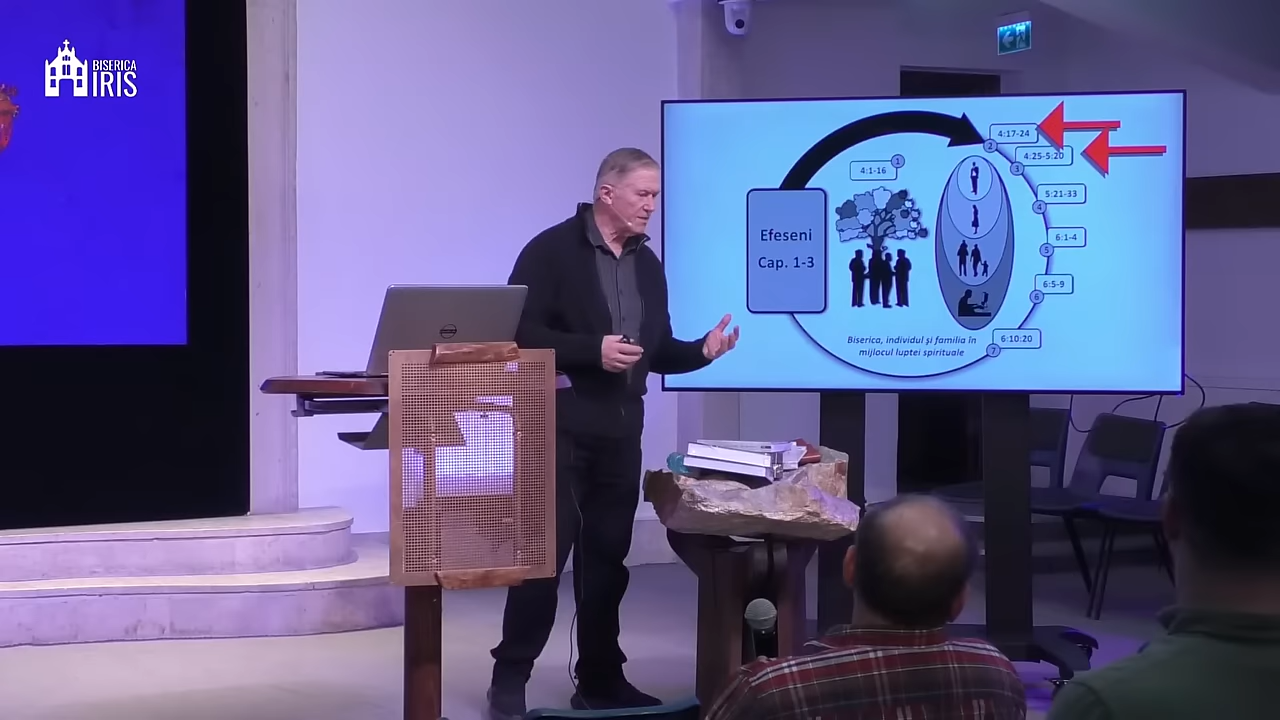 BISERICA
IRIS
4:17-24
2
4:25-5:20
3
1
4:1-16
5:21-33
4
Efeseni
Cap. 1-3
6:1-4
5
6:5-9
6
6:10:20
7
Biserica, individul și familia în
mijlocul luptei spirituale